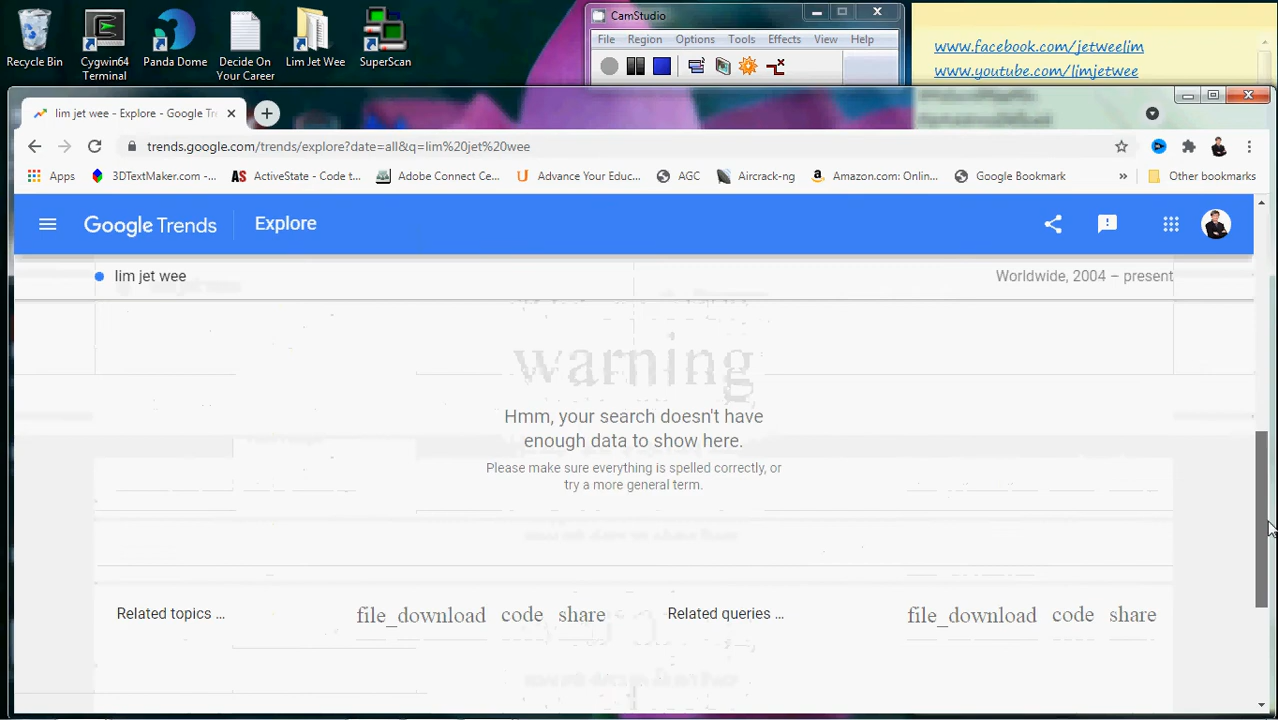 Recycle Bin
Cygwin64
Terminal
Panda Dome
Decide On
Your Career
Lim Jet Wee
SuperScan
CamStudio
File Region Options Tools Effects View Help
www.facebook.com/jetweelim
www.youtube.com/limjetwee
lim jet wee - Explore - Google Tr
trends.google.com/trends/explore?date=all&q=lim%20jet%20wee
Apps 3DTextMaker.com -... ActiveState - Code t... Adobe Connect Ce... Advance Your Educ... AGC Aircrack-ng Amazon.com: Onlin... Google Bookmark » Other bookmarks
Google Trends Explore
lim jet wee Worldwide, 2004 – present
warning
Hmm, your search doesn't have
enough data to show here.
Please make sure everything is spelled correctly, or
try a more general term.
Related topics ... file_download code share Related queries ... file_download code share